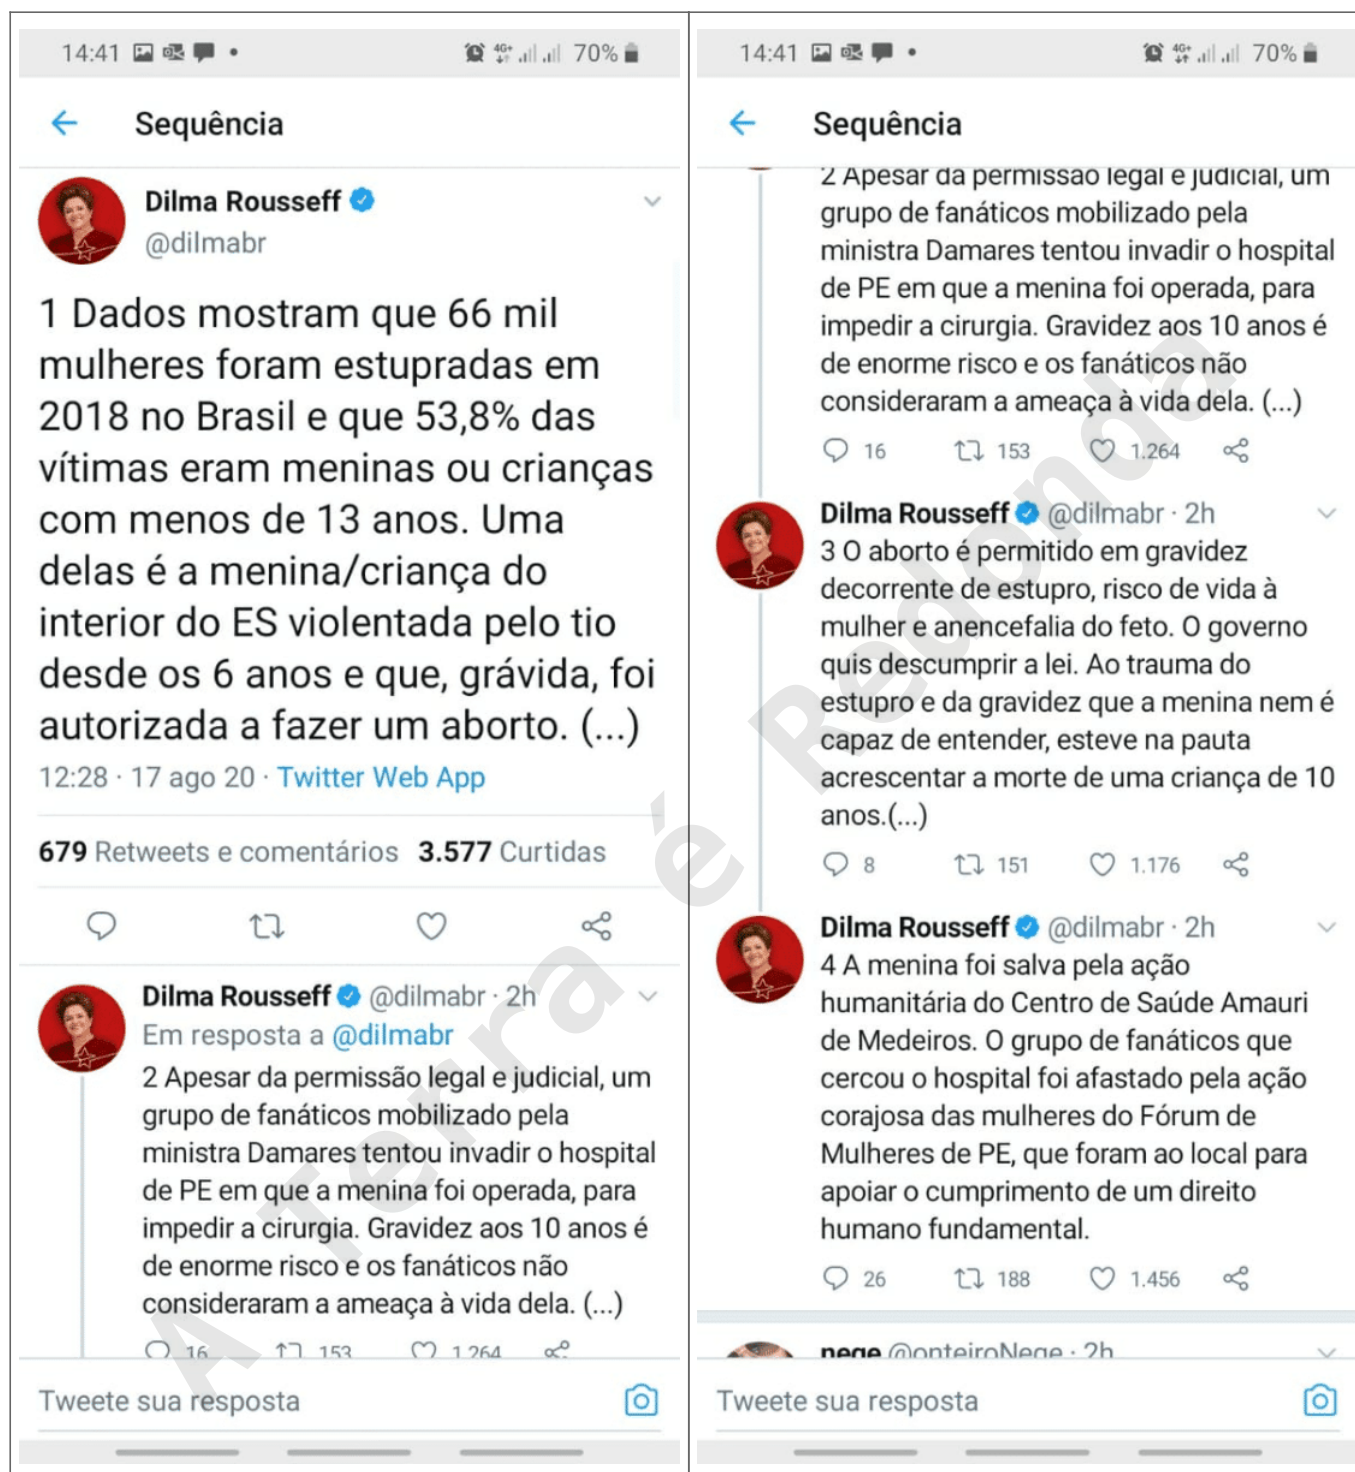 14:41
70%
Sequência
Dilma Rousseff
@dilmabr
1 Dados mostram que 66 mil
mulheres foram estupradas em
2018 no Brasil e que 53,8% das
vítimas eram meninas ou crianças
com menos de 13 anos. Uma
delas é a menina/criança do
interior do ES violentada pelo tio
desde os 6 anos e que, grávida, foi
autorizada a fazer um aborto. (...)
12:28 · 17 ago 20 · Twitter Web App
679 Retweets e comentários 3.577 Curtidas
Dilma Rousseff @dilmabr · 2h
Em resposta a @dilmabr
2 Apesar da permissão legal e judicial, um
grupo de fanáticos mobilizado pela
ministra Damares tentou invadir o hospital
de PE em que a menina foi operada, para
impedir a cirurgia. Gravidez aos 10 anos é
de enorme risco e os fanáticos não
consideraram a ameaça à vida dela. (...)
16 153 1.264
Tweete sua resposta
14:41
4G+ 70%
Sequência
2 Apesar da permissão legal e judicial, um
grupo de fanáticos mobilizado pela
ministra Damares tentou invadir o hospital
de PE em que a menina foi operada, para
impedir a cirurgia. Gravidez aos 10 anos é
de enorme risco e os fanáticos não
consideraram a ameaça à vida dela. (...)
16 153 1.264
Dilma Rousseff @dilmabr · 2h
3 O aborto é permitido em gravidez
decorrente de estupro, risco de vida à
mulher e anencefalia do feto. O governo
quis descumprir a lei. Ao trauma do
estupro e da gravidez que a menina nem é
capaz de entender, esteve na pauta
acrescentar a morte de uma criança de 10
anos.(...)
8 151 1.176
Dilma Rousseff @dilmabr · 2h
4 A menina foi salva pela ação
humanitária do Centro de Saúde Amauri
de Medeiros. O grupo de fanáticos que
cercou o hospital foi afastado pela ação
corajosa das mulheres do Fórum de
Mulheres de PE, que foram ao local para
apoiar o cumprimento de um direito
humano fundamental.
26 188 1.456
nege @onteiroNege · 2h
Tweete sua resposta
A Terra é Redonda